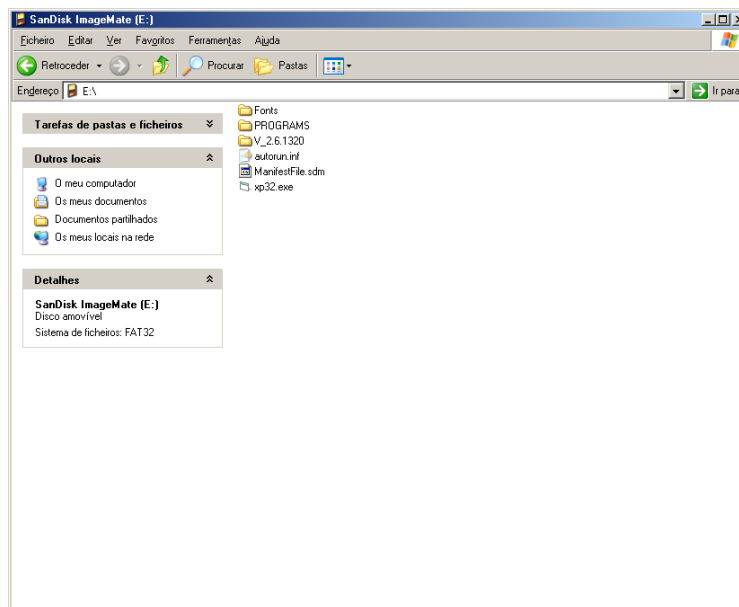 SanDisk ImageMate (E:)
Ficheiro Editar Ver Favoritos Ferramentas Ajuda
Retroceder Procurar Pastas
Endereço E:\ Ir para
Tarefas de pastas e ficheiros
Outros locais
O meu computador
Os meus documentos
Documentos partilhados
Os meus locais na rede
Detalhes
SanDisk ImageMate (E:)
Disco amovível
Sistema de ficheiros: FAT32
Fonts
PROGRAMS
V_2.6.1320
autorun.inf
ManifestFile.sdm
xp32.exe